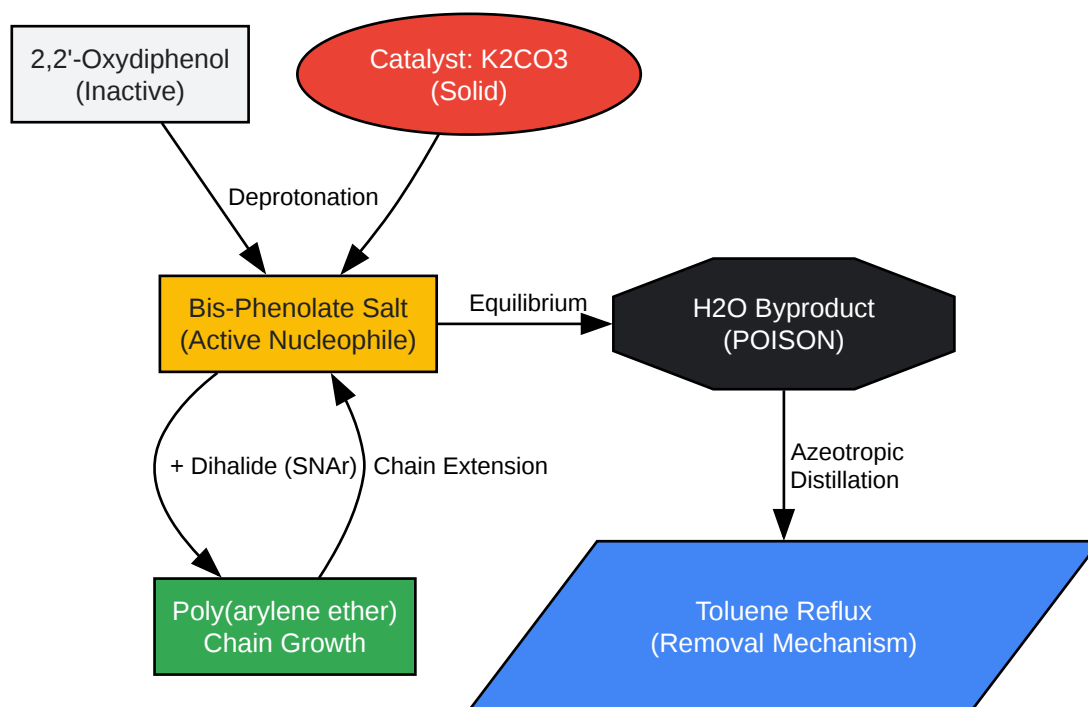 2,2'-Oxydiphenol
(Inactive)
Catalyst: K2CO3
(Solid)
Deprotonation
Bis-Phenolate Salt
(Active Nucleophile)
Equilibrium
H2O Byproduct
(POISON)
+ Dihalide (SNAr)
Chain Extension
Azeotropic
Distillation
Poly(arylene ether)
Chain Growth
Toluene Reflux
(Removal Mechanism)